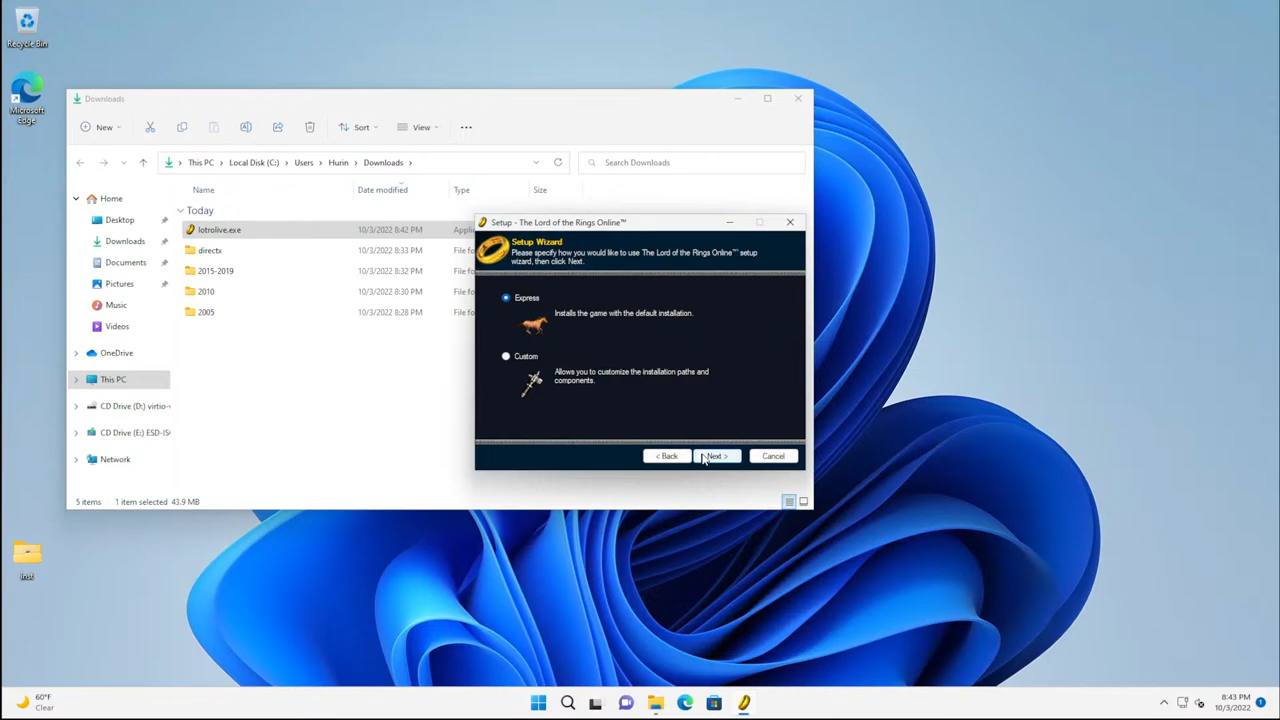 Recycle Bin
Microsoft
Edge
inst
Downloads
New
Sort
View
This PC > Local Disk (C:) > Users > Hurin > Downloads >
Search Downloads
Home
Desktop
Downloads
Documents
Pictures
Music
Videos
OneDrive
This PC
CD Drive (D:) virtio-v
CD Drive (E:) ESD-IS
Network
Name Date modified Type Size
Today
lotrolive.exe 10/3/2022 8:42 PM Applic
directx 10/3/2022 8:33 PM File fo
2015-2019 10/3/2022 8:32 PM File fo
2010 10/3/2022 8:30 PM File fo
2005 10/3/2022 8:28 PM File fo
5 items 1 item selected 43.9 MB
Setup - The Lord of the Rings Online™
Setup Wizard
Please specify how you would like to use The Lord of the Rings Online™ setup
wizard, then click Next.
Express
Installs the game with the default installation.
Custom
Allows you to customize the installation paths and
components.
< Back
Next >
Cancel
60°F
Clear
8:43 PM
10/3/2022
1